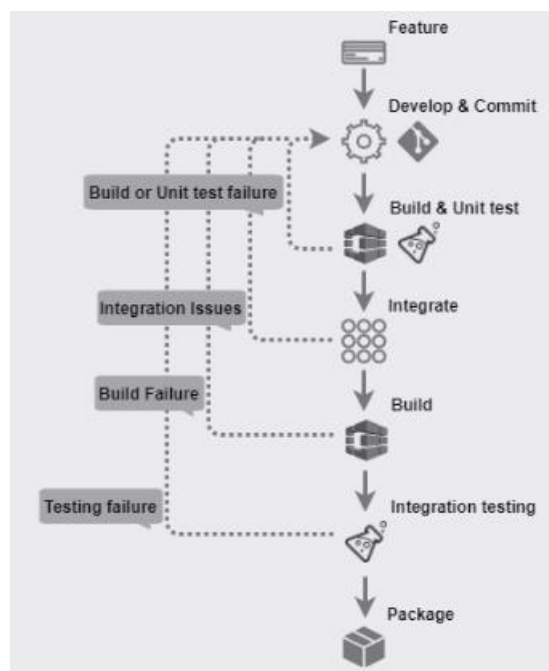 Feature
Develop & Commit
Build or Unit test failure
Build & Unit test
Integration Issues
Integrate
Build Failure
Build
Testing failure
Integration testing
Package